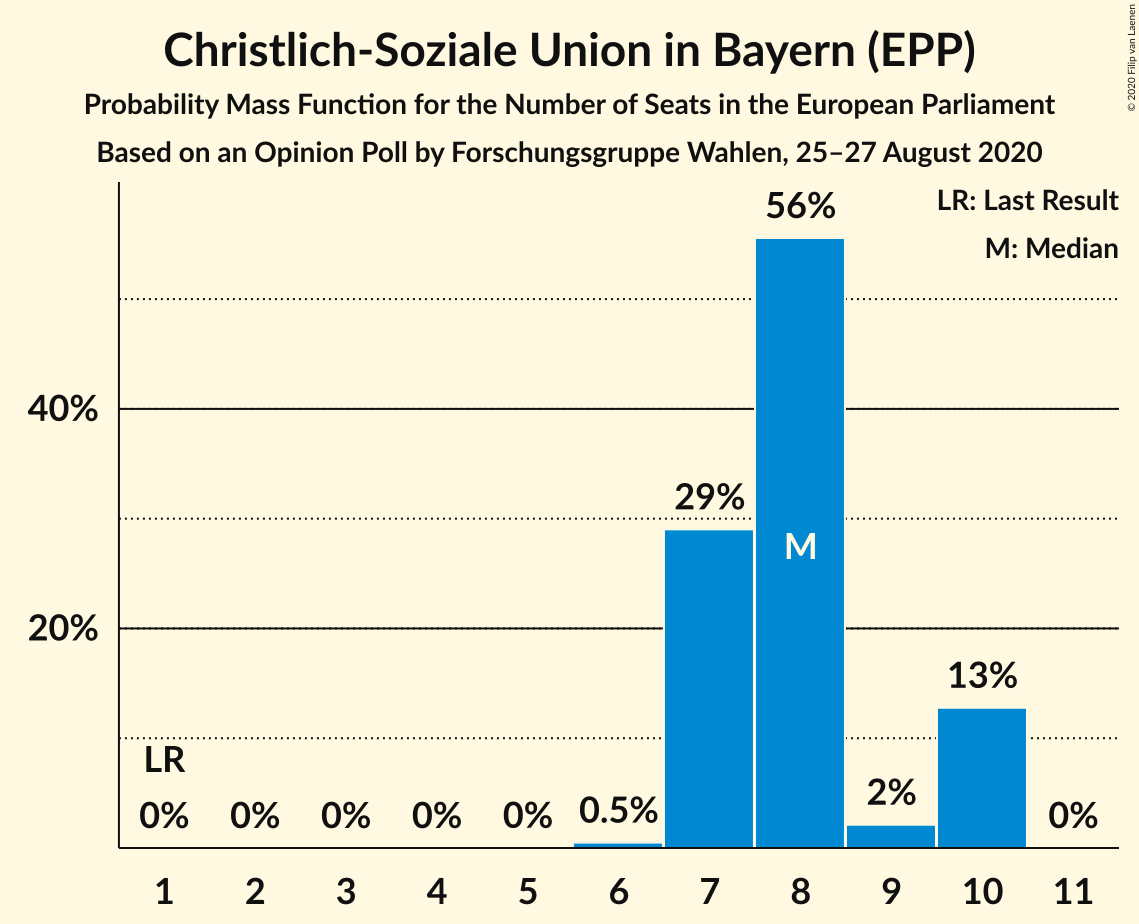 Christlich-Soziale Union in Bayern (EPP)
Probability Mass Function for the Number of Seats in the European Parliament
Based on an Opinion Poll by Forschungsgruppe Wahlen, 25–27 August 2020
© 2020 Filip van Laenen
LR: Last Result
M: Median
56%
40%
29%
M
20%
13%
LR
2%
0% 0% 0% 0% 0% 0.5% 0%
1 2 3 4 5 6 7 8 9 10 11